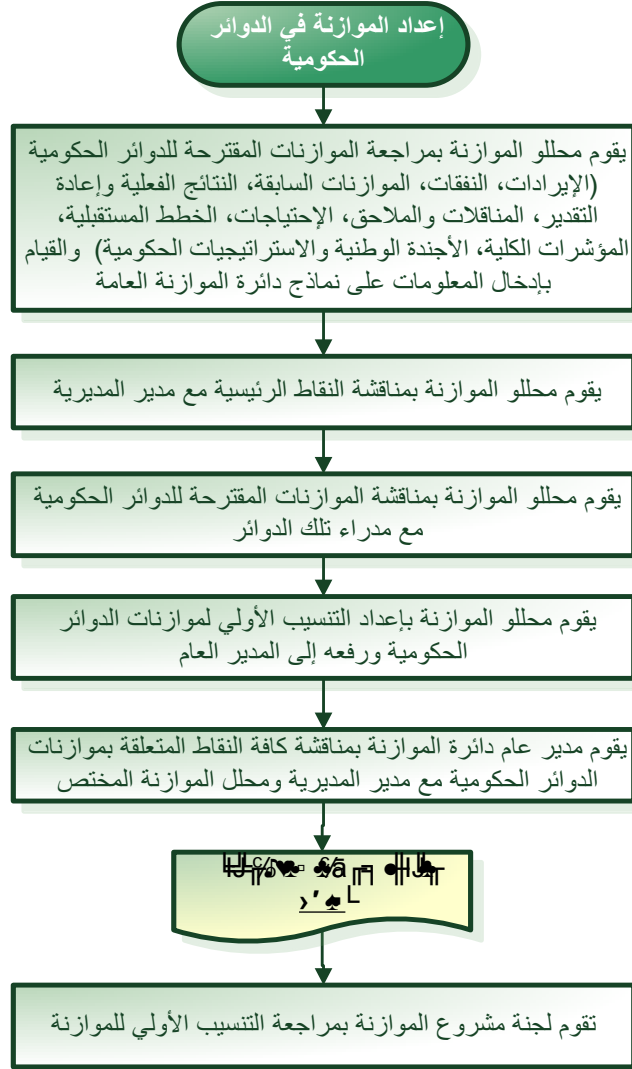 إعداد الموازنة في الدوائر
الحكومية
يقوم محللو الموازنة بمراجعة الموازنات المقترحة للدوائر الحكومية
(الإيرادات، النفقات، الموازنات السابقة، النتائج الفعلية وإعادة
التقدير، المناقلات والملاحق، الإحتياجات، الخطط المستقبلية،
المؤشرات الكلية، الأجندة الوطنية والاستراتيجيات الحكومية) والقيام
بإدخال المعلومات على نماذج دائرة الموازنة العامة
يقوم محللو الموازنة بمناقشة النقاط الرئيسية مع مدير المديرية
يقوم محللو الموازنة بمناقشة الموازنات المقترحة للدوائر الحكومية
مع مدراء تلك الدوائر
يقوم محللو الموازنة بإعداد التنسيب الأولي لموازنات الدوائر
الحكومية ورفعه إلى المدير العام
يقوم مدير عام دائرة الموازنة بمناقشة كافة النقاط المتعلقة بموازنات
الدوائر الحكومية مع مدير المديرية ومحلل الموازنة المختص
تقوم لجنة مشروع الموازنة بمراجعة التنسيب الأولي للموازنة